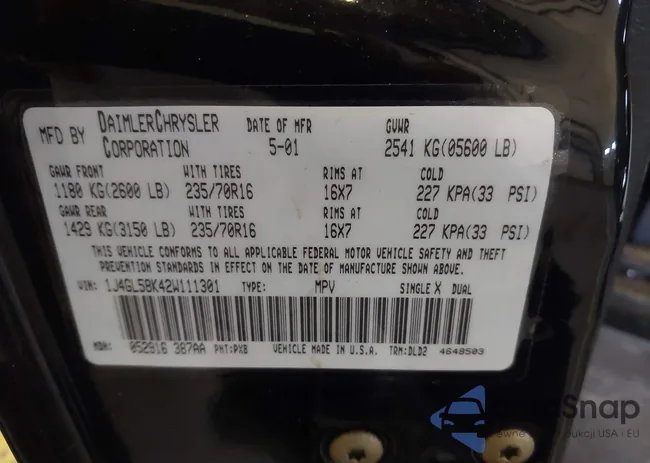 MFD BY DAIMLERCHRYSLER CORPORATION DATE OF MFR 5-01 GVWR 2541 KG(05600 LB)
GAWR FRONT WITH TIRES RIMS AT COLD
1180 KG(2600 LB) 235/70R16 16X7 227 KPA(33 PSI)
GAWR REAR WITH TIRES RIMS AT COLD
1429 KG(3150 LB) 235/70R16 16X7 227 KPA(33 PSI)
THIS VEHICLE CONFORMS TO ALL APPLICABLE FEDERAL MOTOR VEHICLE SAFETY AND THEFT
PREVENTION STANDARDS IN EFFECT ON THE DATE OF MANUFACTURE SHOWN ABOVE.
VIN: 1J4GL58K42W111301 TYPE: MPV SINGLE X DUAL
MDH: 052916 387AA PNT:PX8 VEHICLE MADE IN U.S.A. TRM:DLD2 4648503
Snap
USA i EU